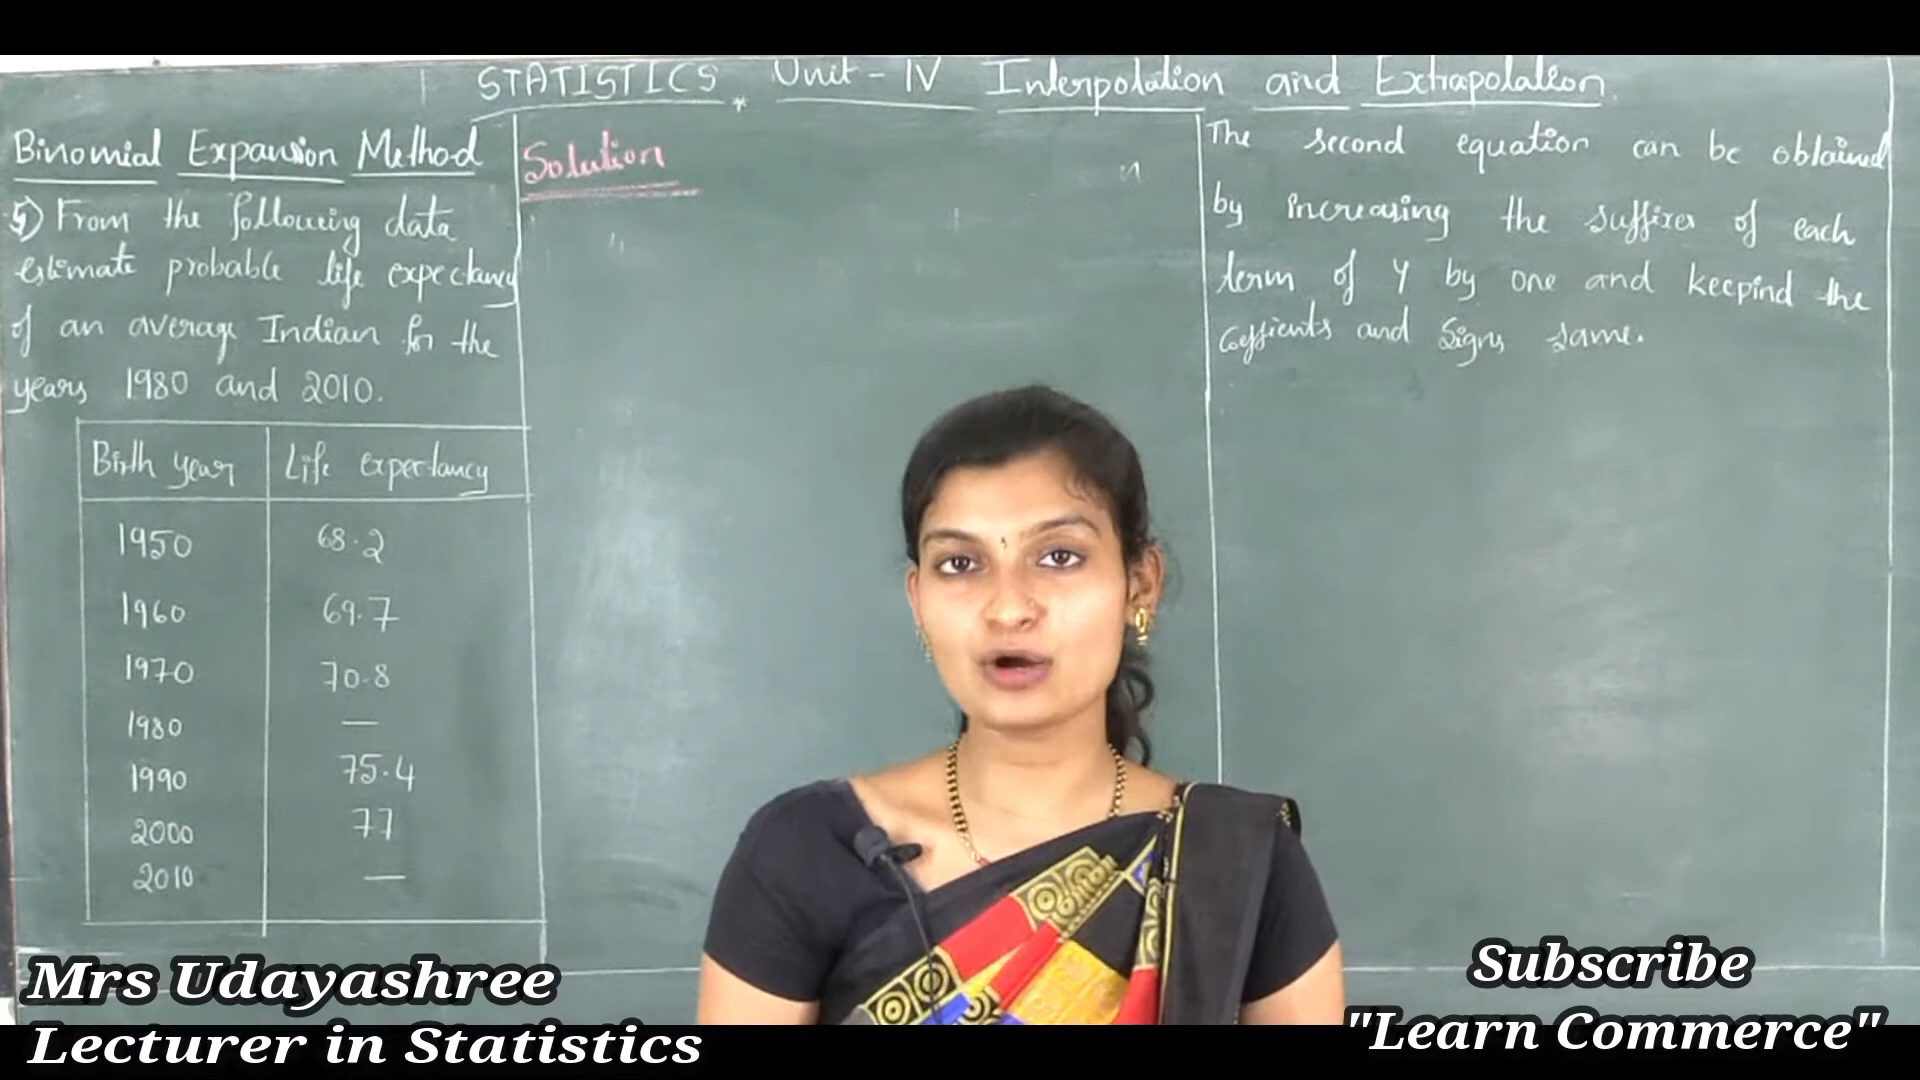 STATISTICS Unit - IV Interpolation and Extrapolation.
Binomial Expansion Method
5) From the following data
estimate probable life expectancy
of an average Indian for the
years 1980 and 2010.
Birth year Life expectancy
1950 68.2
1960 69.7
1970 70.8
1980 —
1990 75.4
2000 77
2010 —
Solution
n
The second equation can be obtained
by increasing the suffixes of each
term of Y by one and keepind the
coffients and signs same.
Mrs Udayashree
Lecturer in Statistics
Subscribe
"Learn Commerce"